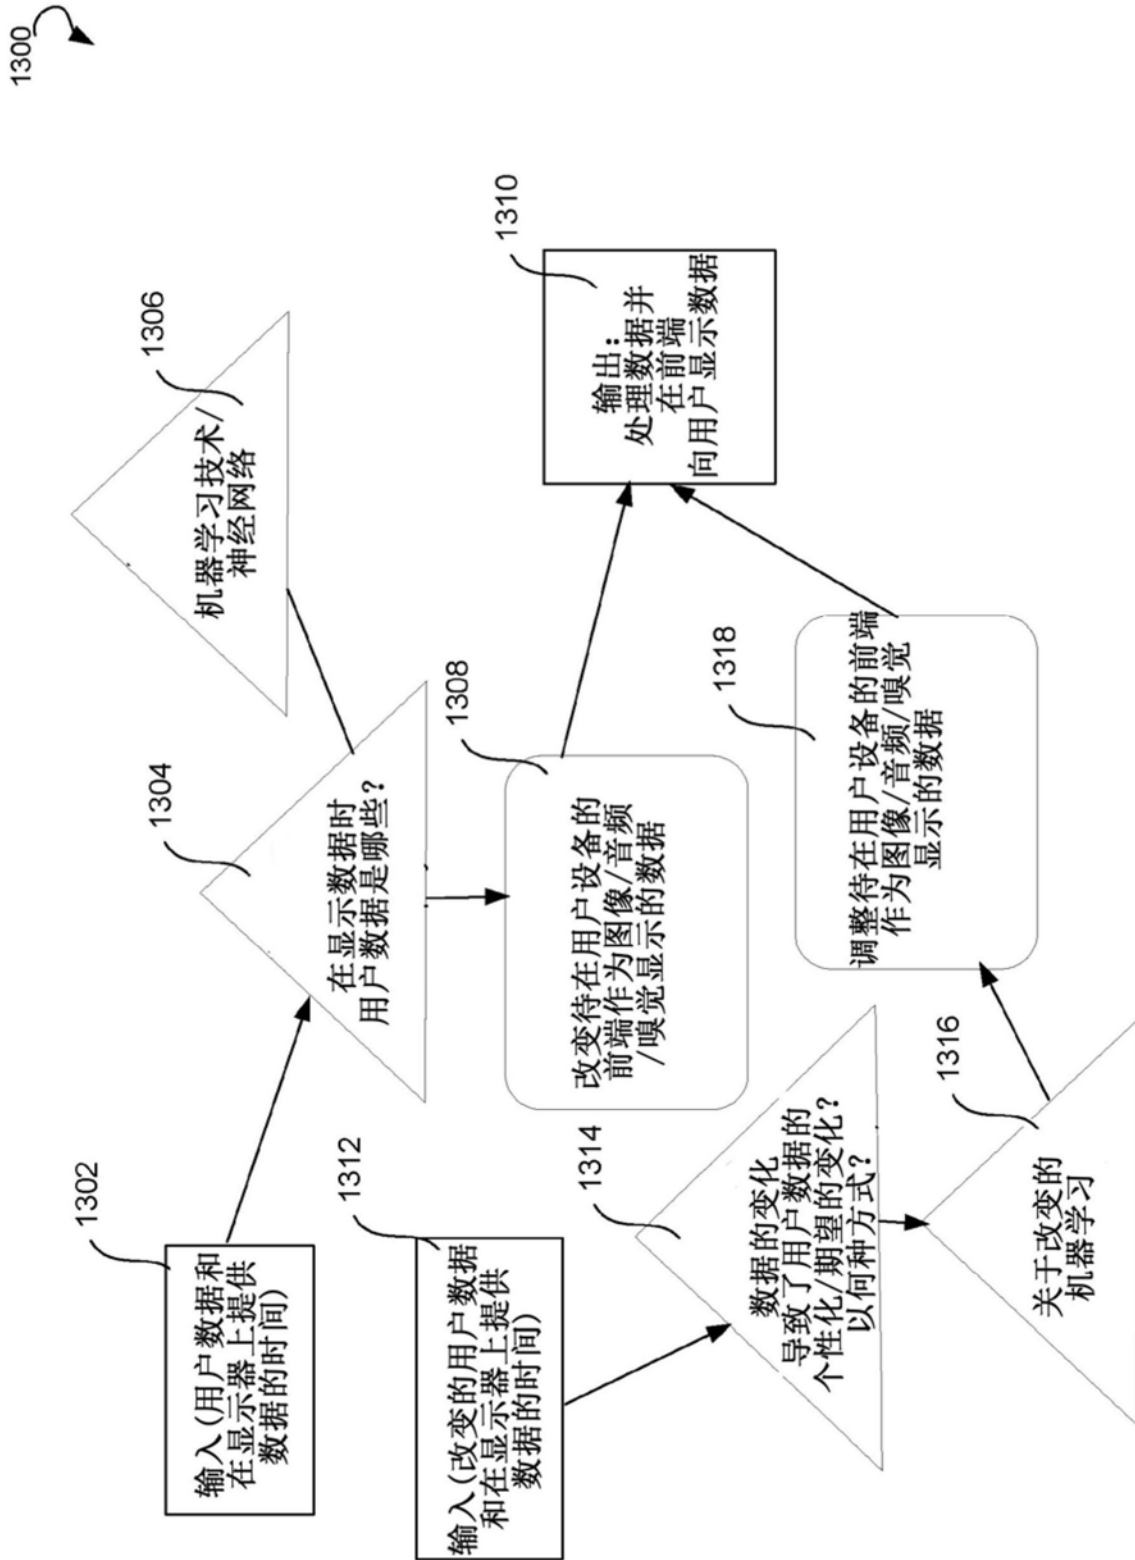 1300
1302
输入(用户数据和
在显示器上提供
数据的时间)
1304
在显示数据时
用户数据是哪些?
1306
机器学习技术/
神经网络
1308
改变待在用户设备的
前端作为图像/音频
/嗅觉显示的数据
1310
输出:
处理数据并
在前端
向用户显示数据
1312
输入(改变的用户数据
和在显示器上提供
数据的时间)
1314
数据的变化
导致了用户数据的
个性化/期望的变化?
以何种方式?
1316
关于改变的
机器学习
1318
调整待在用户设备的前端
作为图像/音频/嗅觉
显示的数据